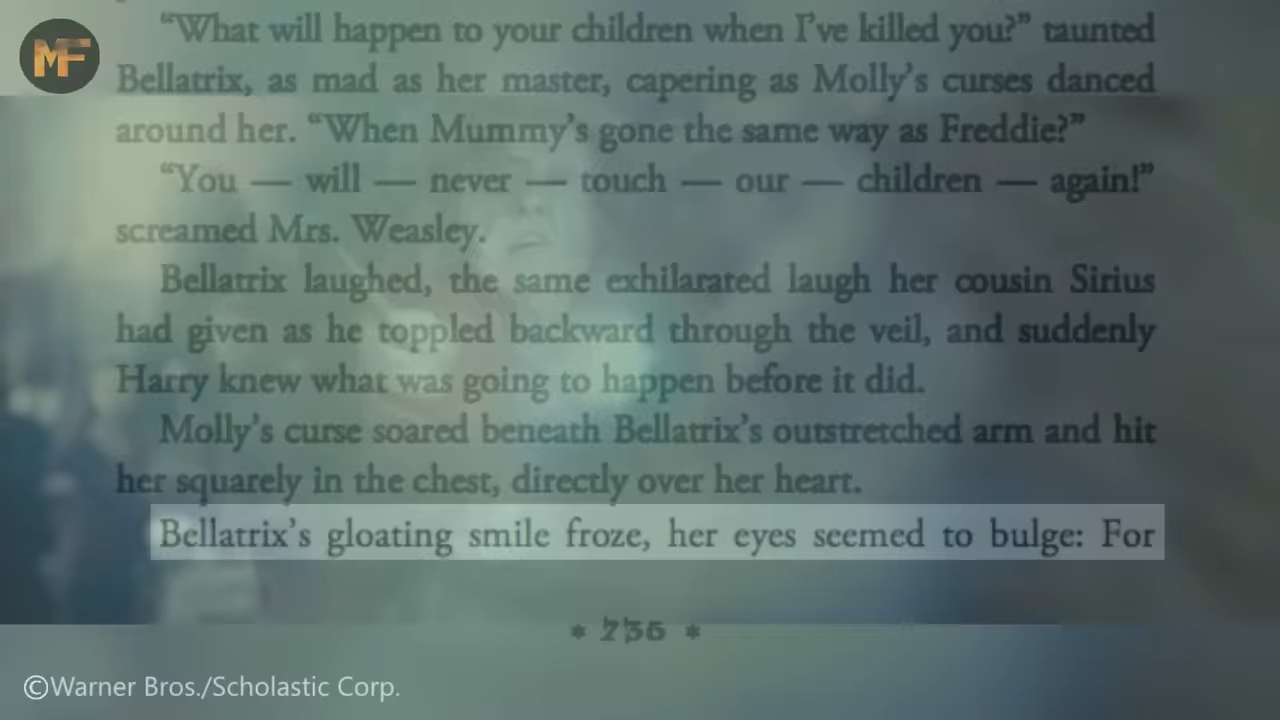 MF
"What will happen to your children when I've killed you?" taunted
Bellatrix, as mad as her master, capering as Molly's curses danced
around her. "When Mummy's gone the same way as Freddie?"
"You — will — never — touch — our — children — again!"
screamed Mrs. Weasley.
Bellatrix laughed, the same exhilarated laugh her cousin Sirius
had given as he toppled backward through the veil, and suddenly
Harry knew what was going to happen before it did.
Molly's curse soared beneath Bellatrix's outstretched arm and hit
her squarely in the chest, directly over her heart.
Bellatrix's gloating smile froze, her eyes seemed to bulge: For
* 736 *
©Warner Bros./Scholastic Corp.